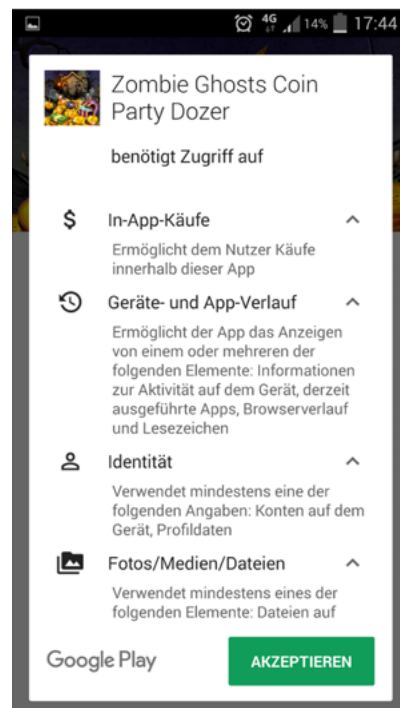 4G 14% 17:44
Zombie Ghosts Coin
Party Dozer
benötigt Zugriff auf
$ In-App-Käufe
Ermöglicht dem Nutzer Käufe
innerhalb dieser App
Geräte- und App-Verlauf
Ermöglicht der App das Anzeigen
von einem oder mehreren der
folgenden Elemente: Informationen
zur Aktivität auf dem Gerät, derzeit
ausgeführte Apps, Browserverlauf
und Lesezeichen
Identität
Verwendet mindestens eine der
folgenden Angaben: Konten auf dem
Gerät, Profildaten
Fotos/Medien/Dateien
Verwendet mindestens eines der
folgenden Elemente: Dateien auf
Google Play AKZEPTIEREN